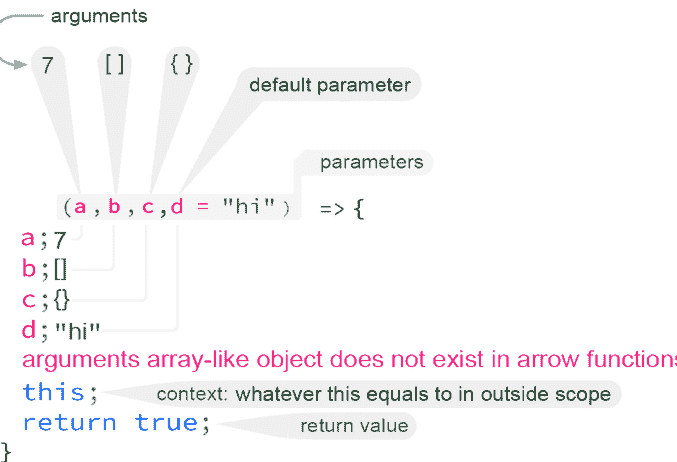 arguments
7 [] {}
default parameter
parameters
(a,b,c,d = "hi") => {
a;7
b;[]
c;{}
d;"hi"
arguments array-like object does not exist in arrow functions
this; context: whatever this equals to in outside scope
return true; return value
}